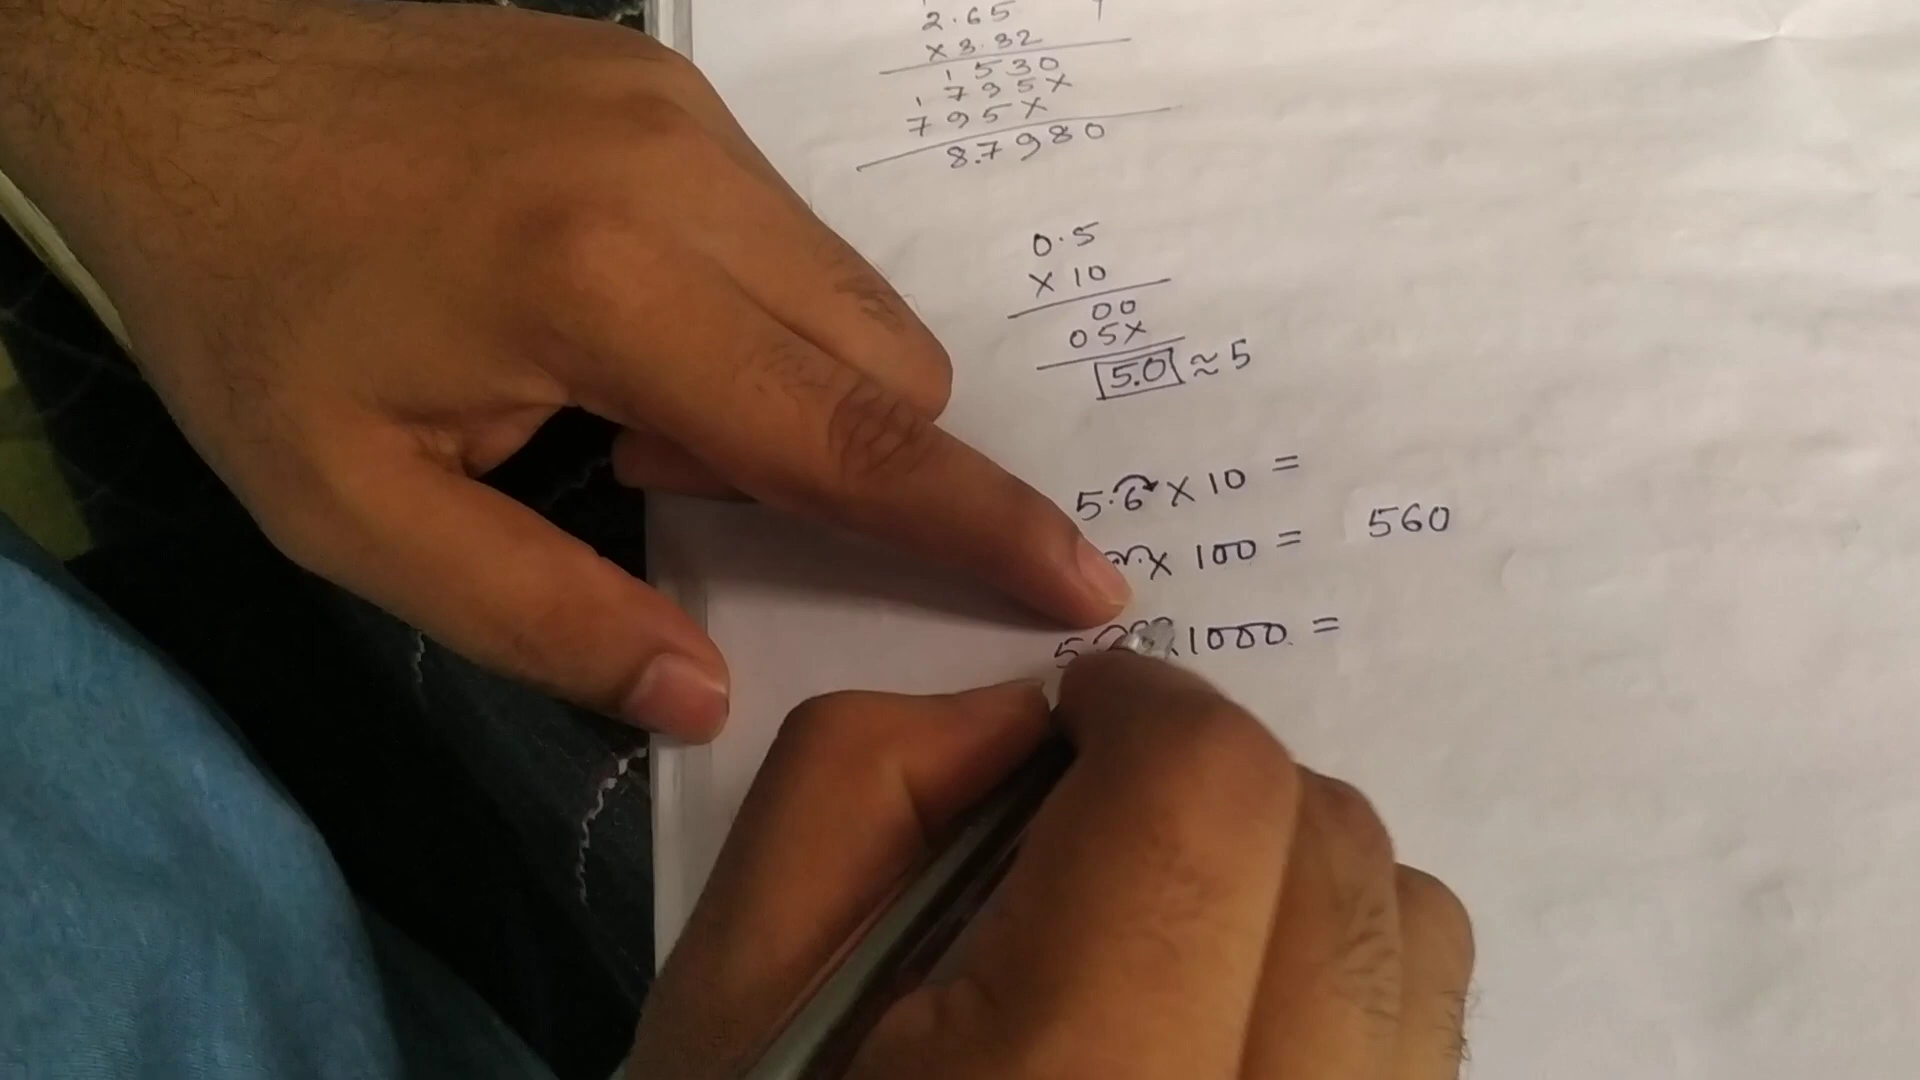 2.65
×3.32
1530
1795×
795×
8.7980
0.5
×10
00
05×
5.0 ≈ 5
5.6 × 10 =
× 100 = 560
5. 1000 =